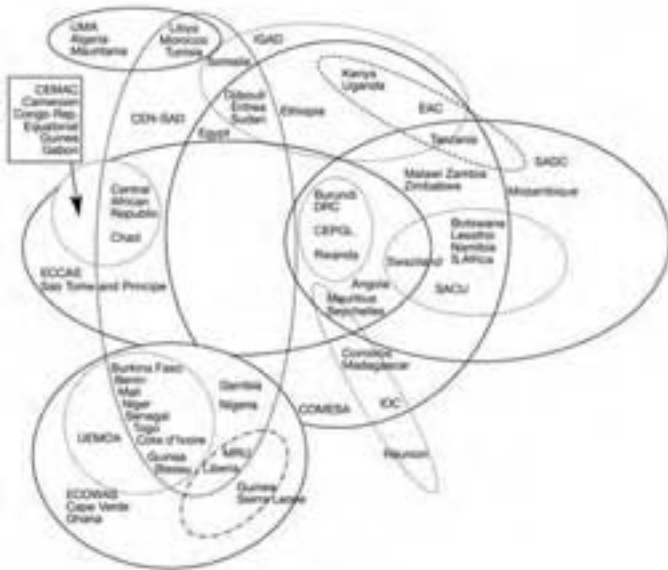 UMA
Algeria
Mauritania
Libya
Morocco
Tunisia
IGAD
Somalia
Kenya
Uganda
EAC
Tanzania
CEMAC
Cameroon
Congo Rep.
Equatorial
Guinea
Gabon
CEN-SAD
Djibouti
Eritrea
Sudan
Ethiopia
Egypt
SADC
Malawi Zambia
Zimbabwe
Mozambique
Central
African
Republic
Chad
Burundi
DRC
CEPGL
Rwanda
Botswana
Lesotho
Namibia
S.Africa
Swaziland
SACU
ECCAS
Sao Tome and Principe
Angola
Mauritius
Seychelles
Comoros
Madagascar
COMESA
IOC
Reunion
Burkina Faso
Benin
Mali
Niger
Senegal
Togo
Cote d'Ivoire
Gambia
Nigeria
UEMOA
Guinea
Bissau
MRU
Liberia
Guinea
Sierra Leone
ECOWAS
Cape Verde
Ghana